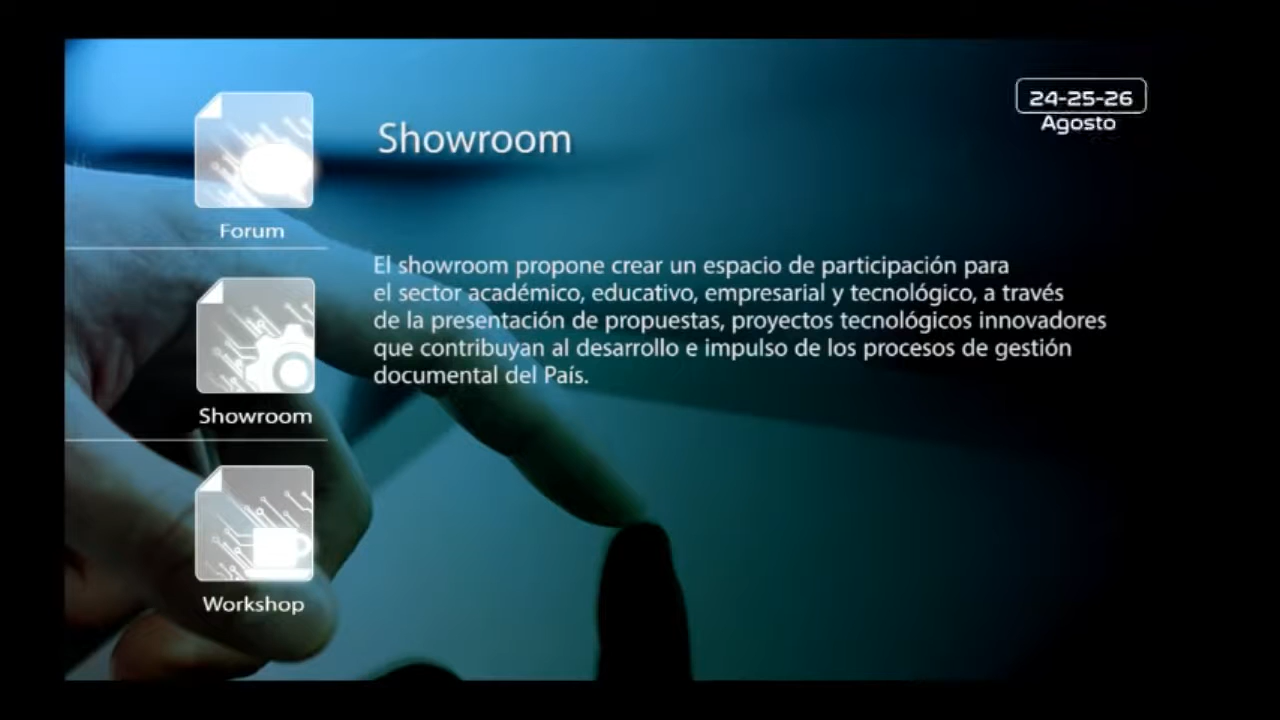 24-25-26
Agosto
Forum
Showroom
Workshop
Showroom
El showroom propone crear un espacio de participación para
el sector académico, educativo, empresarial y tecnológico, a través
de la presentación de propuestas, proyectos tecnológicos innovadores
que contribuyan al desarrollo e impulso de los procesos de gestión
documental del País.